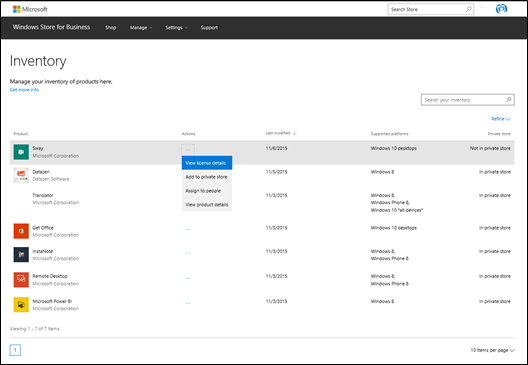 Microsoft
Search Store
Windows Store for Business
Shop
Manage
Settings
Support
Inventory
Manage your inventory of products here.
Get more info
Search your inventory
Refine
Product Actions Last modified Supported platforms Private store
Sway ... 11/6/2015 Windows 10 desktops Not in private store
Microsoft Corporation
View license details
Add to private store
Assign to people
View product details
Datazen 11/5/2015 Windows 8 In private store
Datazen Software
Translator 11/3/2015 Windows 8, In private store
Microsoft Corporation Windows Phone 8,
Windows 10 *all devices*
Get Office ... 11/3/2015 Windows 10 desktops In private store
Microsoft Corporation
InstaNote ... 11/3/2015 Windows 8, In private store
Microsoft Corporation Windows Phone 8
Remote Desktop ... 11/3/2015 Windows 8 In private store
Microsoft Corporation
Microsoft Power BI ... 11/3/2015 Windows 8 In private store
Microsoft Corporation
Viewing 1 - 7 of 7 items
1
10 items per page